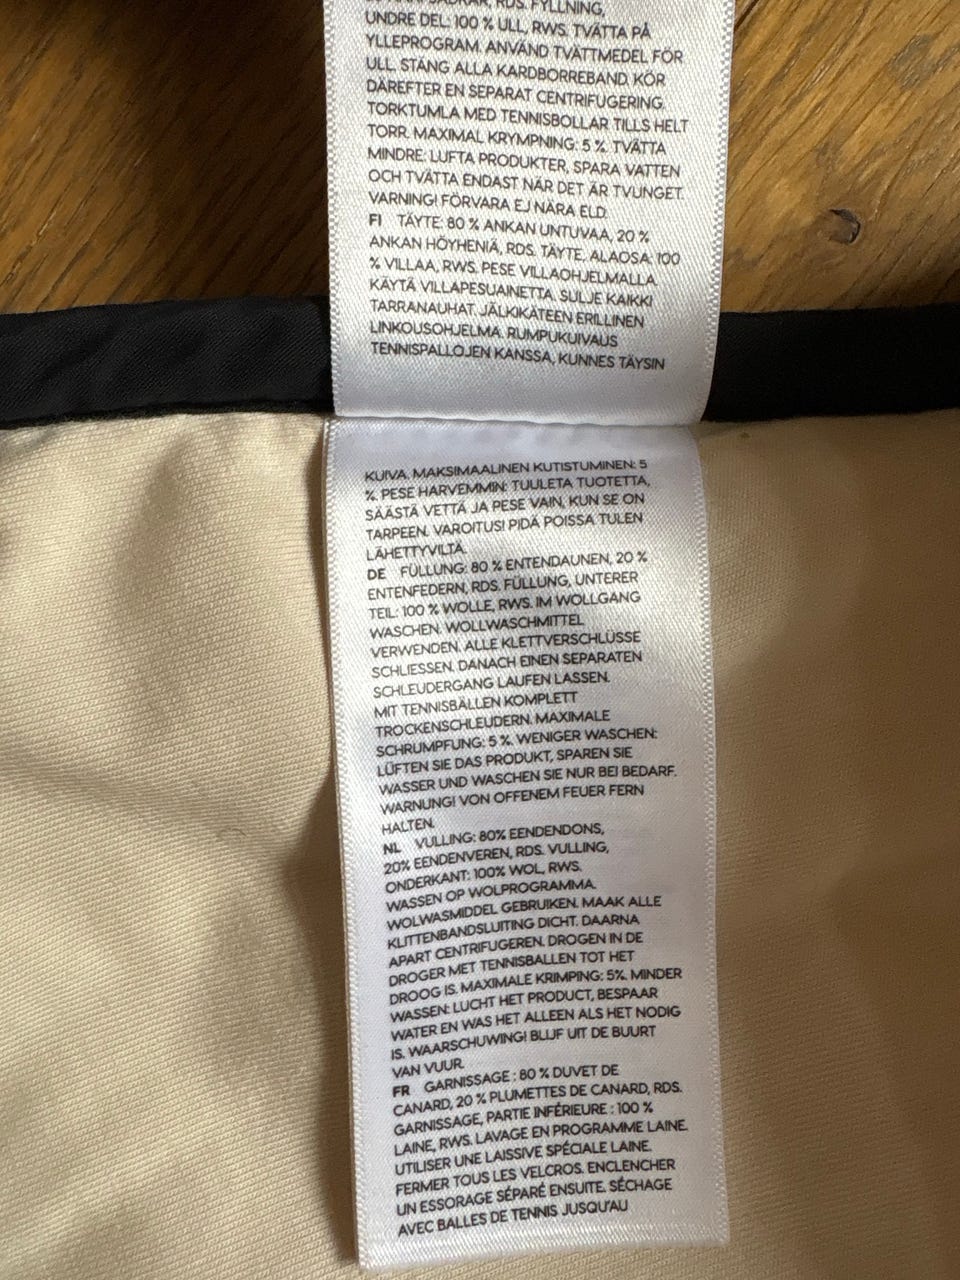 RDS. FYLLNING,
UNDRE DEL: 100 % ULL, RWS. TVÄTTA PÅ
YLLEPROGRAM. ANVÄND TVÄTTMEDEL FÖR
ULL. STÄNG ALLA KARDBORREBAND. KÖR
DÄREFTER EN SEPARAT CENTRIFUGERING.
TORKTUMLA MED TENNISBOLLAR TILLS HELT
TORR. MAXIMAL KRYMPNING: 5 %. TVÄTTA
MINDRE: LUFTA PRODUKTER, SPARA VATTEN
OCH TVÄTTA ENDAST NÄR DET ÄR TVUNGET.
VARNING! FÖRVARA EJ NÄRA ELD.
FI TÄYTE: 80 % ANKAN UNTUVAA, 20 %
ANKAN HÖYHENIÄ, RDS. TÄYTE, ALAOSA: 100
% VILLAA, RWS. PESE VILLAOHJELMALLA.
KÄYTÄ VILLAPESUAINETTA. SULJE KAIKKI
TARRANAUHAT. JÄLKIKÄTEEN ERILLINEN
LINKOUSOHJELMA. RUMPUKUIVAUS
TENNISPALLOJEN KANSSA, KUNNES TÄYSIN
KUIVA. MAKSIMAALINEN KUTISTUMINEN: 5
%. PESE HARVEMMIN: TUULETA TUOTETTA,
SÄÄSTÄ VETTÄ JA PESE VAIN, KUN SE ON
TARPEEN. VAROITUS! PIDÄ POISSA TULEN
LÄHETTYVILTÄ.
DE FÜLLUNG: 80 % ENTENDAUNEN, 20 %
ENTENFEDERN, RDS. FÜLLUNG, UNTERER
TEIL: 100 % WOLLE, RWS. IM WOLLGANG
WASCHEN. WOLLWASCHMITTEL
VERWENDEN. ALLE KLETTVERSCHLÜSSE
SCHLIESSEN. DANACH EINEN SEPARATEN
SCHLEUDERGANG LAUFEN LASSEN.
MIT TENNISBÄLLEN KOMPLETT
TROCKENSCHLEUDERN. MAXIMALE
SCHRUMPFUNG: 5 %. WENIGER WASCHEN:
LÜFTEN SIE DAS PRODUKT, SPAREN SIE
WASSER UND WASCHEN SIE NUR BEI BEDARF.
WARNUNG! VON OFFENEM FEUER FERN
HALTEN.
NL VULLING: 80% EENDENDONS,
20% EENDENVEREN, RDS. VULLING,
ONDERKANT: 100% WOL, RWS.
WASSEN OP WOLPROGRAMMA.
WOLWASMIDDEL GEBRUIKEN. MAAK ALLE
KLITTENBANDSLUITING DICHT. DAARNA
APART CENTRIFUGEREN. DROGEN IN DE
DROGER MET TENNISBALLEN TOT HET
DROOG IS. MAXIMALE KRIMPING: 5%. MINDER
WASSEN: LUCHT HET PRODUCT, BESPAAR
WATER EN WAS HET ALLEEN ALS HET NODIG
IS. WAARSCHUWING! BLIJF UIT DE BUURT
VAN VUUR.
FR GARNISSAGE : 80 % DUVET DE
CANARD, 20 % PLUMETTES DE CANARD, RDS.
GARNISSAGE, PARTIE INFÉRIEURE : 100 %
LAINE, RWS. LAVAGE EN PROGRAMME LAINE.
UTILISER UNE LAISSIVE SPÉCIALE LAINE.
FERMER TOUS LES VELCROS. ENCLENCHER
UN ESSORAGE SÉPARÉ ENSUITE. SÉCHAGE
AVEC BALLES DE TENNIS JUSQU'AU